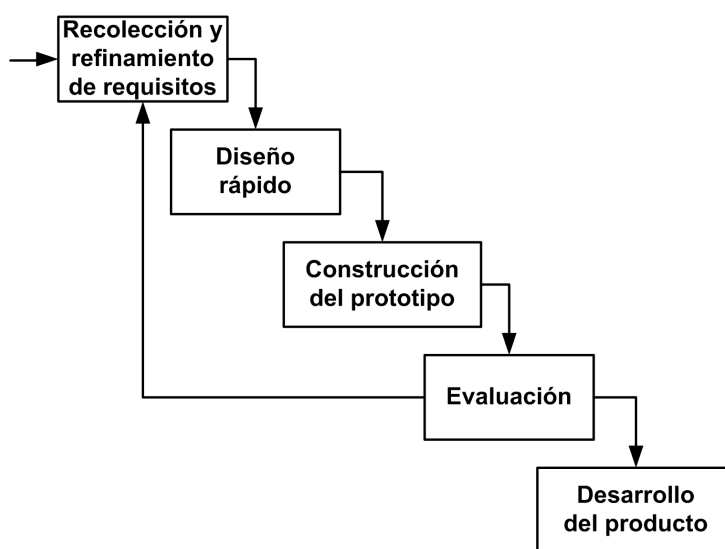 Recolección y
refinamiento
de requisitos
Diseño
rápido
Construcción
del prototipo
Evaluación
Desarrollo
del producto